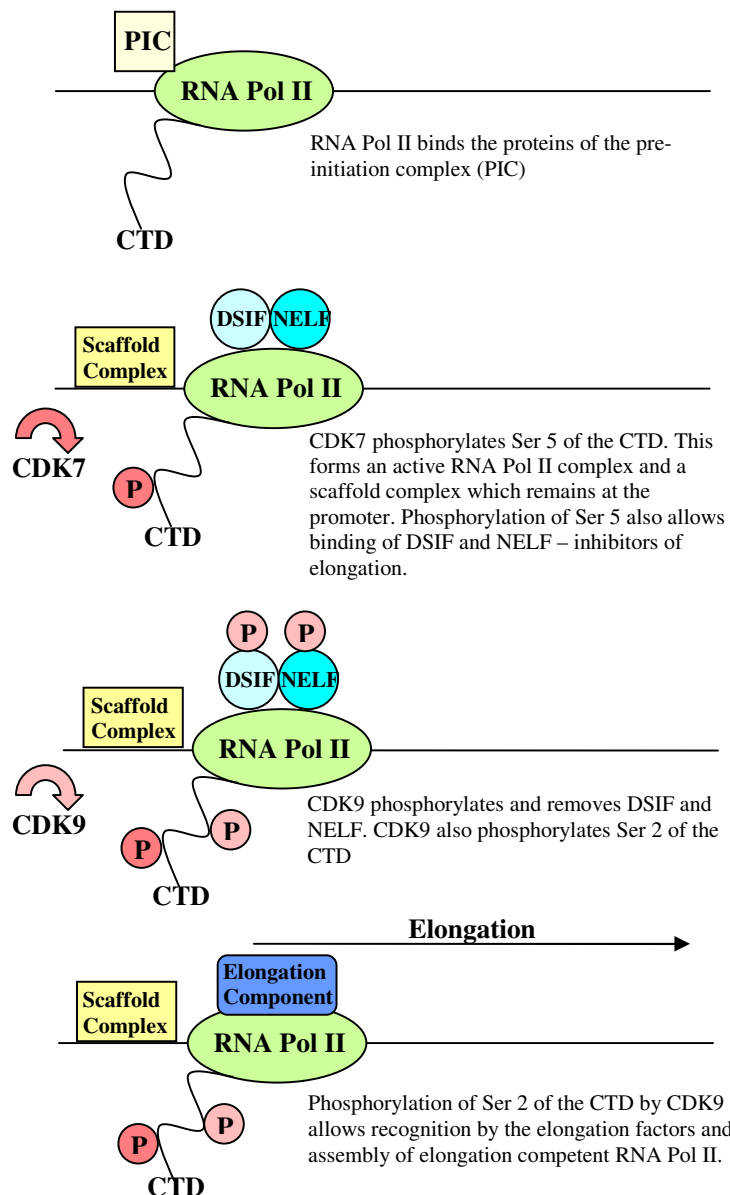 PIC
RNA Pol II
RNA Pol II binds the proteins of the pre-
initiation complex (PIC)
CTD
DSIF NELF
Scaffold
Complex
RNA Pol II
CDK7
P
CTD
CDK7 phosphorylates Ser 5 of the CTD. This
forms an active RNA Pol II complex and a
scaffold complex which remains at the
promoter. Phosphorylation of Ser 5 also allows
binding of DSIF and NELF – inhibitors of
elongation.
P P
DSIF NELF
Scaffold
Complex
RNA Pol II
CDK9
P P
CTD
CDK9 phosphorylates and removes DSIF and
NELF. CDK9 also phosphorylates Ser 2 of the
CTD
Elongation
Elongation
Component
Scaffold
Complex
RNA Pol II
P P
CTD
Phosphorylation of Ser 2 of the CTD by CDK9
allows recognition by the elongation factors and
assembly of elongation competent RNA Pol II.